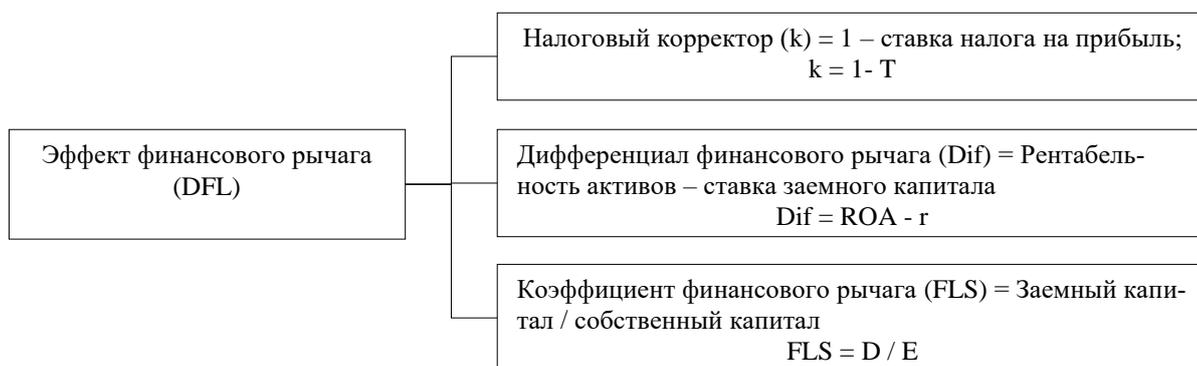 Налоговый корректор (k) = 1 – ставка налога на прибыль;
k = 1- T
Эффект финансового рычага
(DFL)
Дифференциал финансового рычага (Dif) = Рентабель-
ность активов – ставка заемного капитала
Dif = ROA - r
Коэффициент финансового рычага (FLS) = Заемный капи-
тал / собственный капитал
FLS = D / E